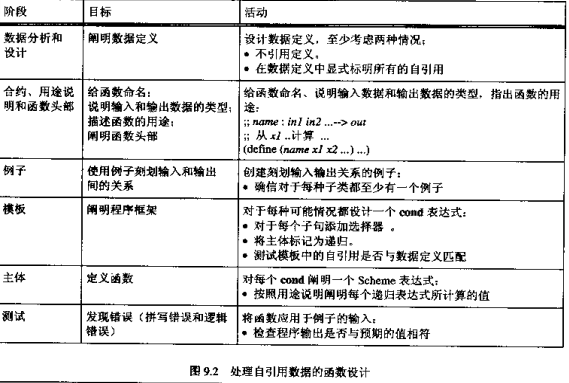 阶段 目标 活动
数据分析和 阐明数据定义 设计数据定义，至少考虑两种情况：
设计 • 不引用定义。
• 在数据定义中显式标明所有的自引用
合约、用途说 给函数命名： 给函数命名、说明输入数据和输出数据的类型，指出函数的用
明和函数头部 说明输入和输出数据的类型； 途：
描述函数的用途； ;; name : in1 in2 ...--> out
阐明函数头部 ;; 从 x1 ..计算 ...
(define (name x1 x2 ...) ...)
例子 使用例子刻划输入和输出 创建刻划输入输出关系的例子：
间的关系 • 确信对于每种子类都至少有一个例子
模板 阐明程序框架 对于每种可能情况都设计一个 cond 表达式：
• 对于每个子句添加选择器 。
• 将主体标记为递归。
• 测试模板中的自引用是否与数据定义匹配
主体 定义函数 对每个 cond 阐明一个 Scheme 表达式：
• 按照用途说明阐明每个递归表达式所计算的值
测试 发现错误（拼写错误和逻辑 将函数应用于例子的输入：
错误） • 检查程序输出是否与预期的值相符
图 9.2 处理自引用数据的函数设计